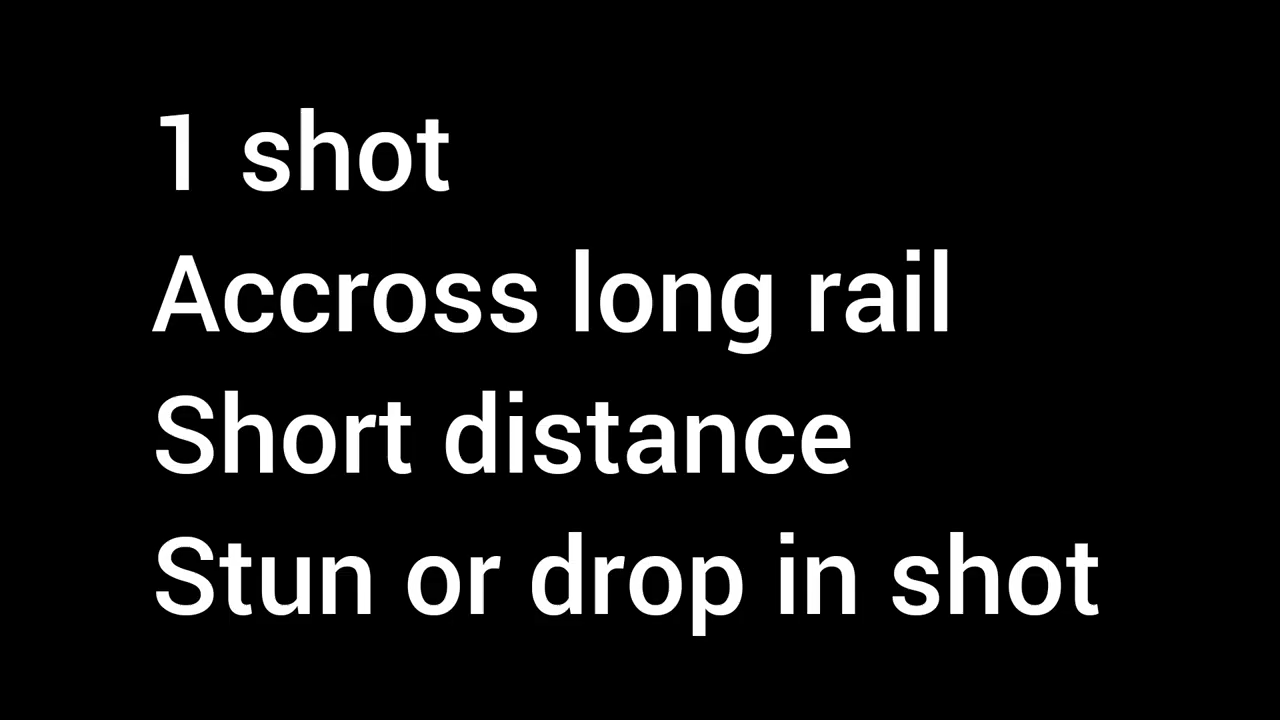 1 shot
Accross long rail
Short distance
Stun or drop in shot